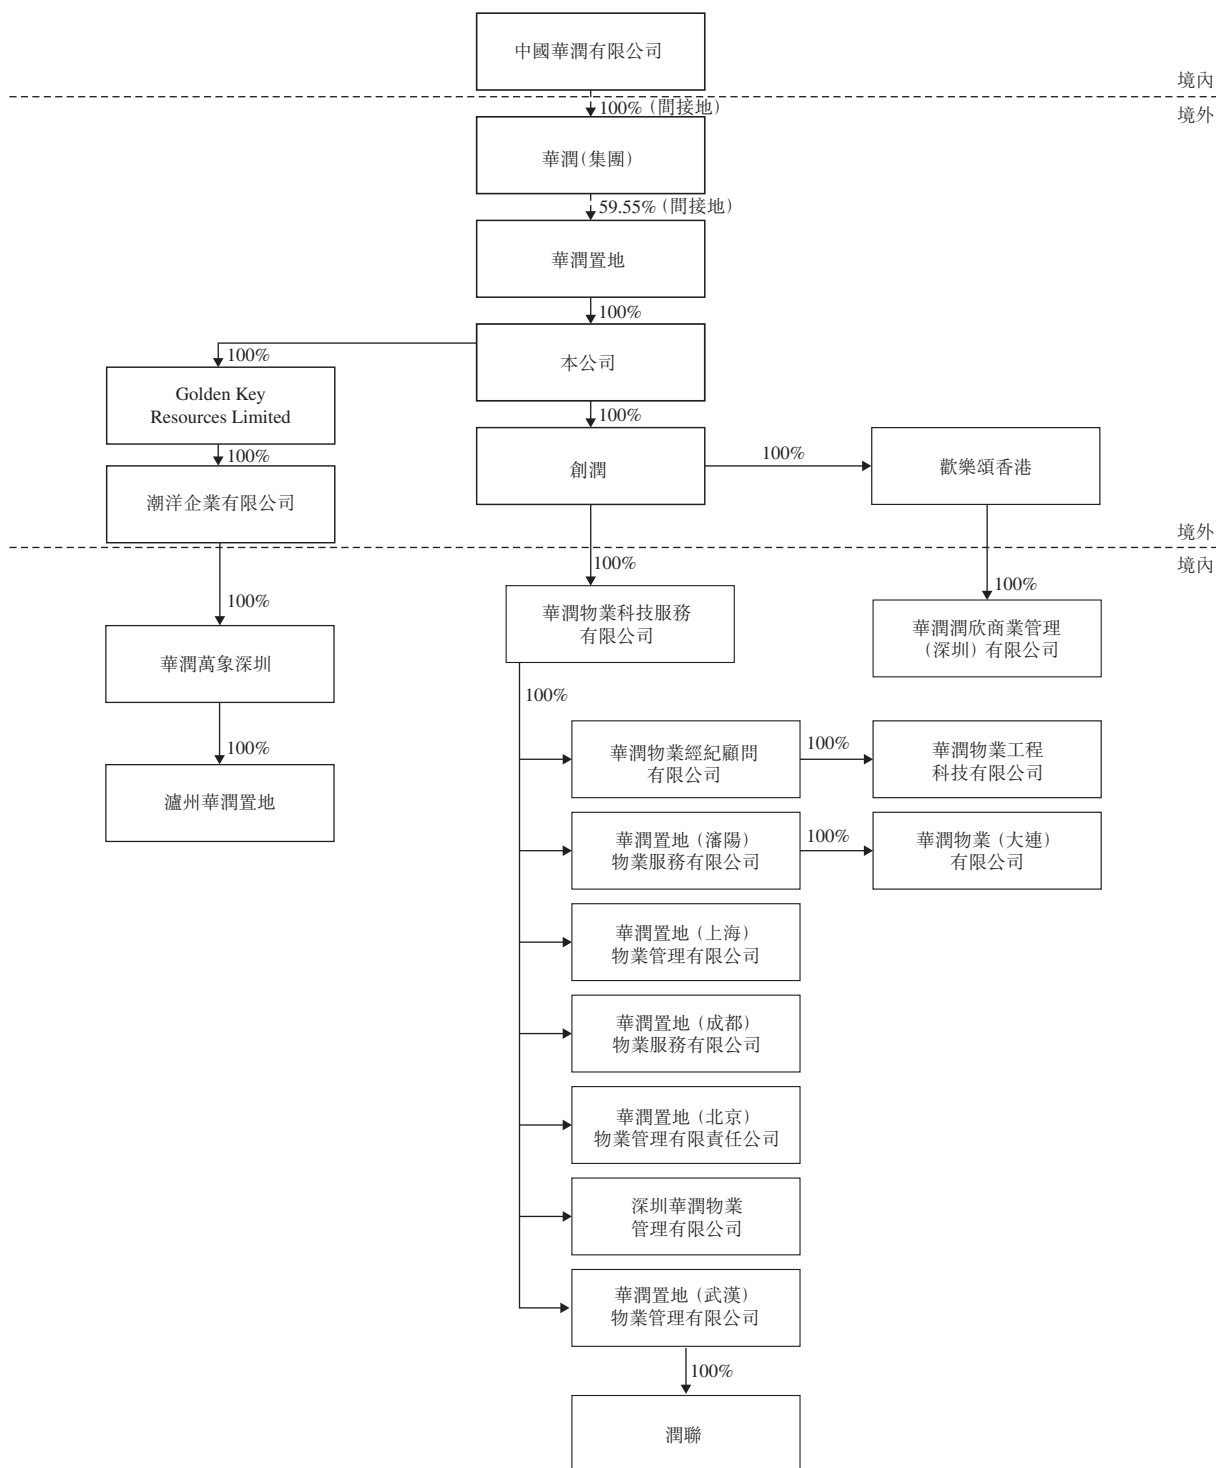 中國華潤有限公司
境內
100% (間接地)
境外
華潤(集團)
59.55% (間接地)
華潤置地
100%
本公司
100%
Golden Key
Resources Limited
100%
創潤
100%
歡樂頌香港
100%
潮洋企業有限公司
境外
境內
100%
100%
100%
華潤物業科技服務
有限公司
華潤潤欣商業管理
(深圳) 有限公司
華潤萬象深圳
100%
100%
瀘州華潤置地
華潤物業經紀顧問
有限公司
100%
華潤物業工程
科技有限公司
華潤置地 (瀋陽)
物業服務有限公司
100%
華潤物業 (大連)
有限公司
華潤置地 (上海)
物業管理有限公司
華潤置地 (成都)
物業服務有限公司
華潤置地 (北京)
物業管理有限責任公司
深圳華潤物業
管理有限公司
華潤置地 (武漢)
物業管理有限公司
100%
潤聯